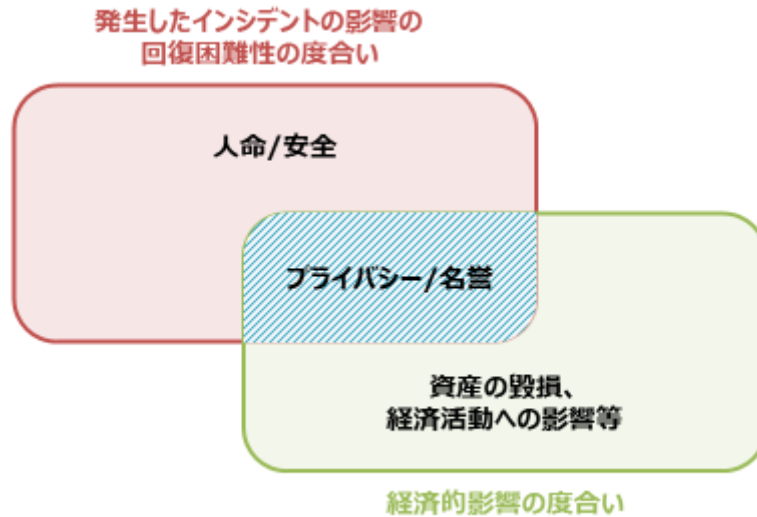 発生したインシデントの影響の
回復困難性の度合い
人命/安全
プライバシー/名誉
資産の毀損、
経済活動への影響等
経済的影響の度合い